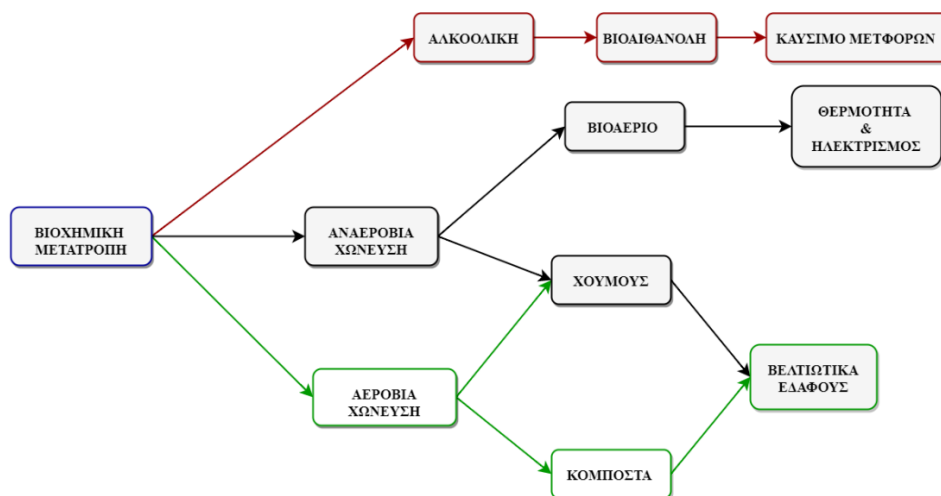 ΑΛΚΟΟΛΙΚΗ
ΒΙΟΑΙΘΑΝΟΛΗ
ΚΑΥΣΙΜΟ ΜΕΤΦΟΡΩΝ
ΒΙΟΑΕΡΙΟ
ΘΕΡΜΟΤΗΤΑ
&
ΗΛΕΚΤΡΙΣΜΟΣ
ΒΙΟΧΗΜΙΚΗ
ΜΕΤΑΤΡΟΠΗ
ΑΝΑΕΡΟΒΙΑ
ΧΩΝΕΥΣΗ
ΧΟΥΜΟΥΣ
ΑΕΡΟΒΙΑ
ΧΩΝΕΥΣΗ
ΒΕΛΤΙΩΤΙΚΑ
ΕΔΑΦΟΥΣ
ΚΟΜΠΟΣΤΑ